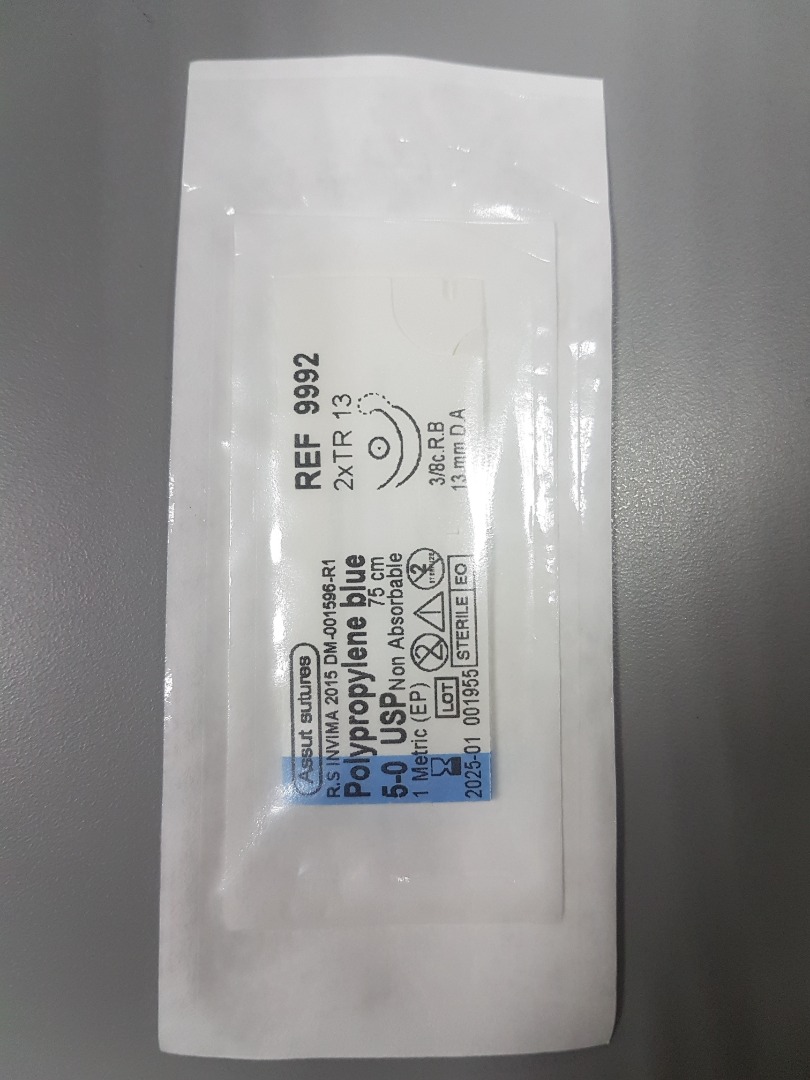 Assut sutures
R.S INVIMA 2015 DM-001596-R1
Polypropylene blue
75 cm
5-0 USP Non Absorbable
1 Metric (EP)
2
LOT
STERILE EO
2025-01 001955
REF 9992
2xTR 13
3/8c.R.B
13 mm D.A